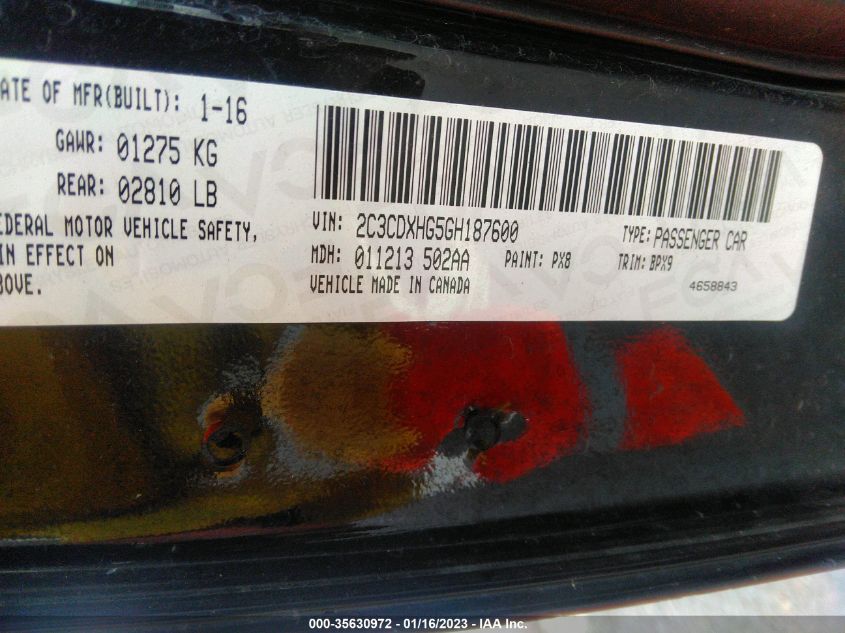 ATE OF MFR(BUILT): 1-16
GAWR: 01275 KG
REAR: 02810 LB
FEDERAL MOTOR VEHICLE SAFETY,
IN EFFECT ON
BOVE.
VIN: 2C3CDXHG5GH187600
TYPE: PASSENGER CAR
MDH: 011213 502AA PAINT: PX8 TRIM: BPX9
VEHICLE MADE IN CANADA
4658843
000-35630972 — 01/16/2023 — IAA Inc.